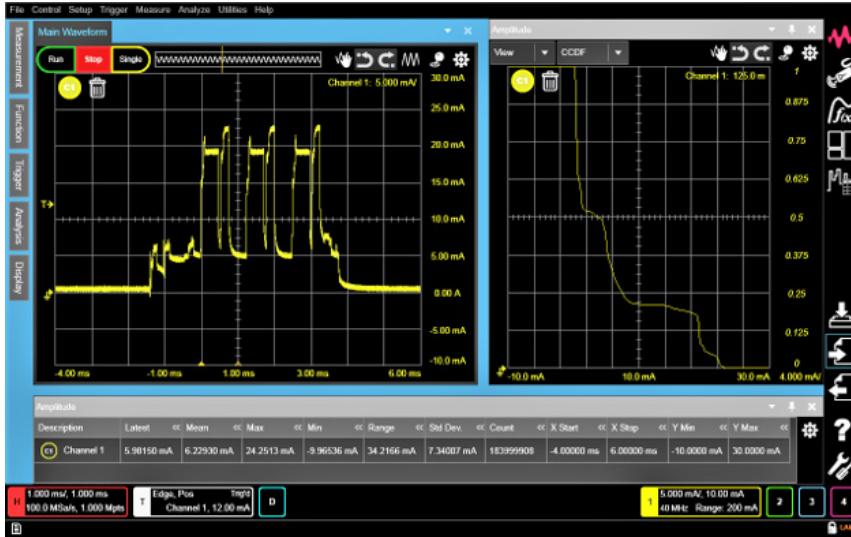 File Control Setup Trigger Measure Analyze Utilities Help
Main Waveform
Run Stop Single
C1
Channel 1: 5.000 mA/
30.0 mA
25.0 mA
20.0 mA
15.0 mA
10.0 mA
5.00 mA
0.00 A
-5.00 mA
-10.0 mA
T
-4.00 ms -1.00 ms 1.00 ms 3.00 ms 6.00 ms
Measurement
Function
Trigger
Analysis
Display
Amplitude
View CCDF
C1
Channel 1: 125.0 m
1
0.875
0.75
0.625
0.5
0.375
0.25
0.125
0
-10.0 mA 10.0 mA 30.0 mA 4.000 mA/
f(x)
Amplitude
Description Latest Mean Max Min Range Std Dev. Count X Start X Stop Y Min Y Max
C1 Channel 1 5.98150 mA 6.22930 mA 24.2513 mA -9.96536 mA 34.2166 mA 7.34007 mA 183999908 -4.00000 ms 6.00000 ms -10.0000 mA 30.0000 mA
H 1.000 ms/, 1.000 ms
100.0 MSa/s, 1.000 Mpts
T Edge, Pos Trig'd
Channel 1, 12.00 mA
D
1 5.000 mA/, 10.00 mA
40 MHz Range: 200 mA
2 3 4